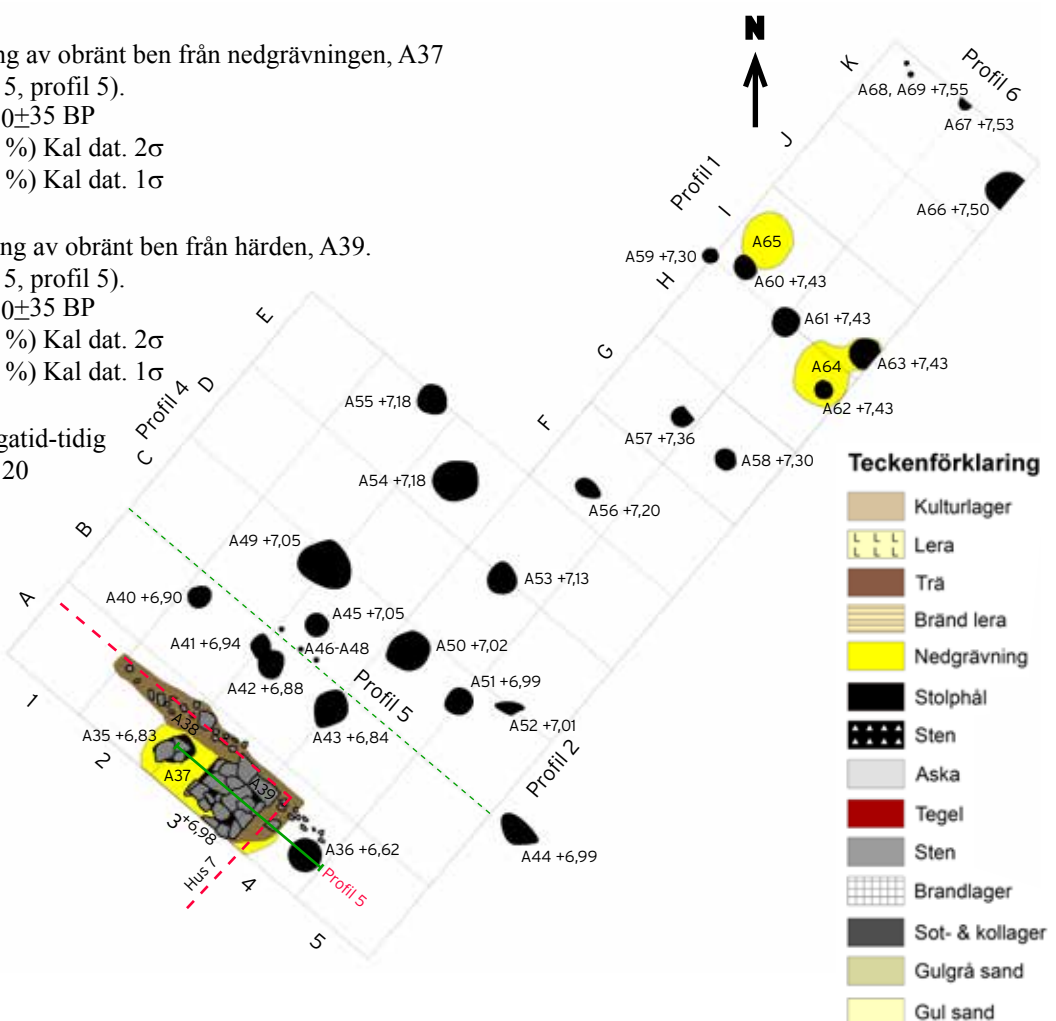 ng av obränt ben från nedgrävningen, A37
5, profil 5).
0±35 BP
%) Kal dat. 2σ
%) Kal dat. 1σ
ng av obränt ben från härden, A39.
5, profil 5).
0±35 BP
%) Kal dat. 2σ
%) Kal dat. 1σ
gatid-tidig
20
N
K
Profil 6
A68, A69 +7,55
A67 +7,53
J
Profil 1
A66 +7,50
I
A65
A59 +7,30
A60 +7,43
H
A61 +7,43
G
A64
A63 +7,43
A62 +7,43
E
D
Profil 4
C
A55 +7,18
F
A57 +7,36
A58 +7,30
A54 +7,18
A56 +7,20
B
A49 +7,05
A53 +7,13
A
A40 +6,90
A45 +7,05
A41 +6,94
A46-A48
A50 +7,02
A42 +6,88
Profil 5
A51 +6,99
A52 +7,01
A43 +6,84
Profil 2
1
A38
A35 +6,83
2
A37
A39
3
+6,98
A36 +6,62
A44 +6,99
Hus 7
4
Profil 5
5
Teckenförklaring
Kulturlager
L L L
L L L
Lera
Trä
Bränd lera
Nedgrävning
Stolphål
Sten
Aska
Tegel
Sten
Brandlager
Sot- & kollager
Gulgrå sand
Gul sand